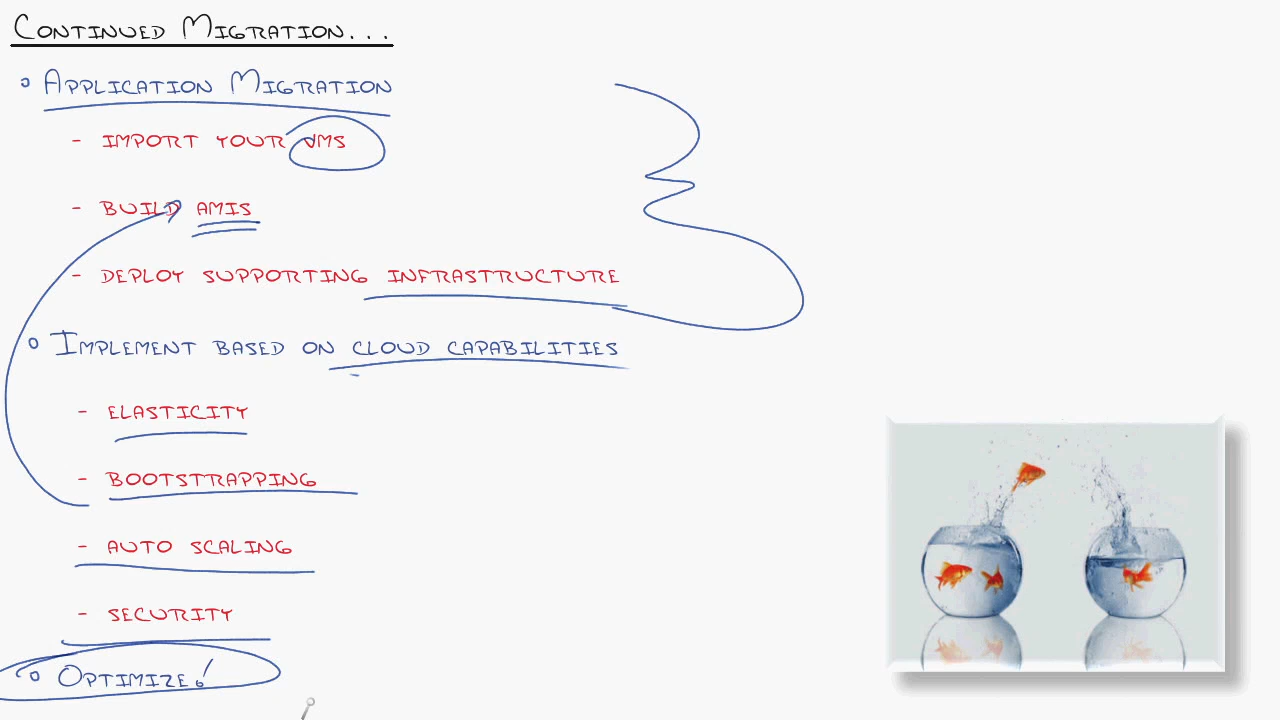 CONTINUED MIGRATION...
APPLICATION MIGRATION
- IMPORT YOUR VMS
- BUILD AMIS
- DEPLOY SUPPORTING INFRASTRUCTURE
IMPLEMENT BASED ON CLOUD CAPABILITIES
- ELASTICITY
- BOOTSTRAPPING
- AUTO SCALING
- SECURITY
OPTIMIZE!